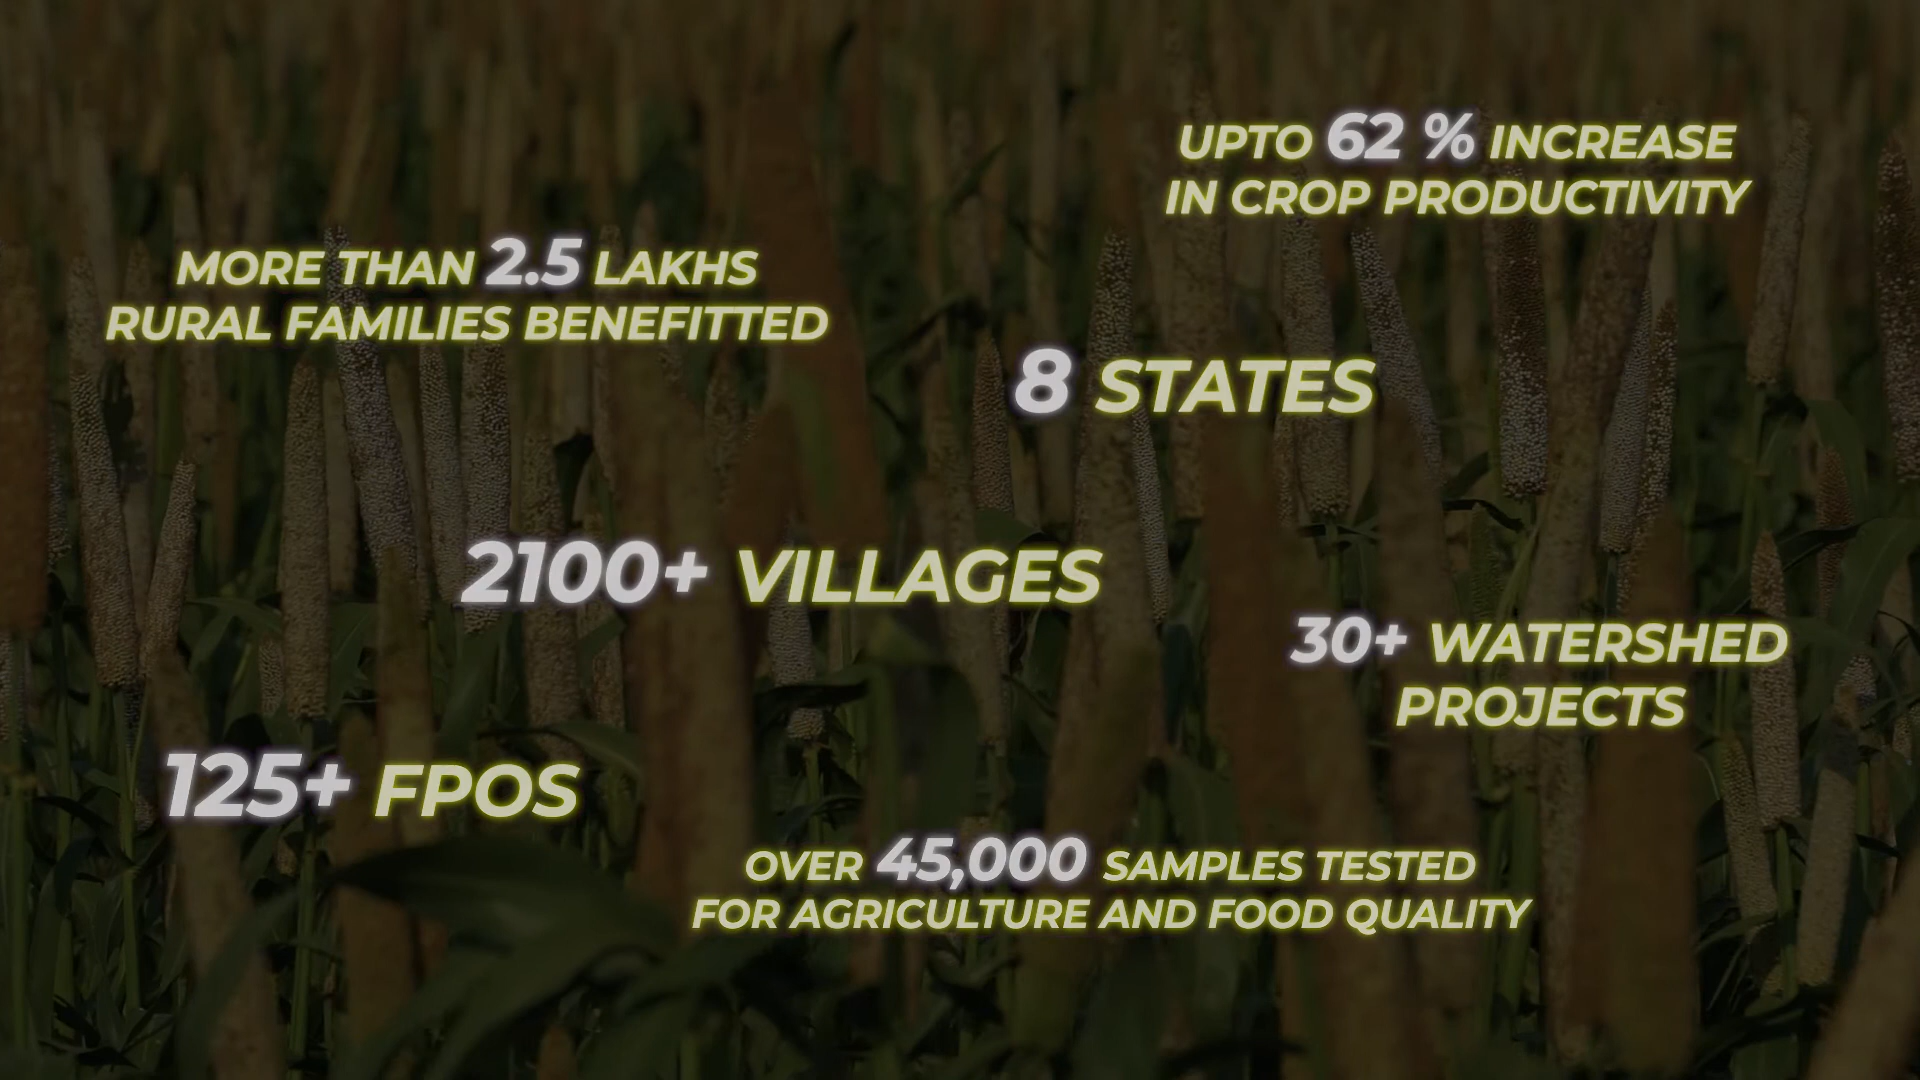 UPTO 62 % INCREASE
IN CROP PRODUCTIVITY
MORE THAN 2.5 LAKHS
RURAL FAMILIES BENEFITTED
8 STATES
2100+ VILLAGES
30+ WATERSHED
PROJECTS
125+ FPOS
OVER 45,000 SAMPLES TESTED
FOR AGRICULTURE AND FOOD QUALITY